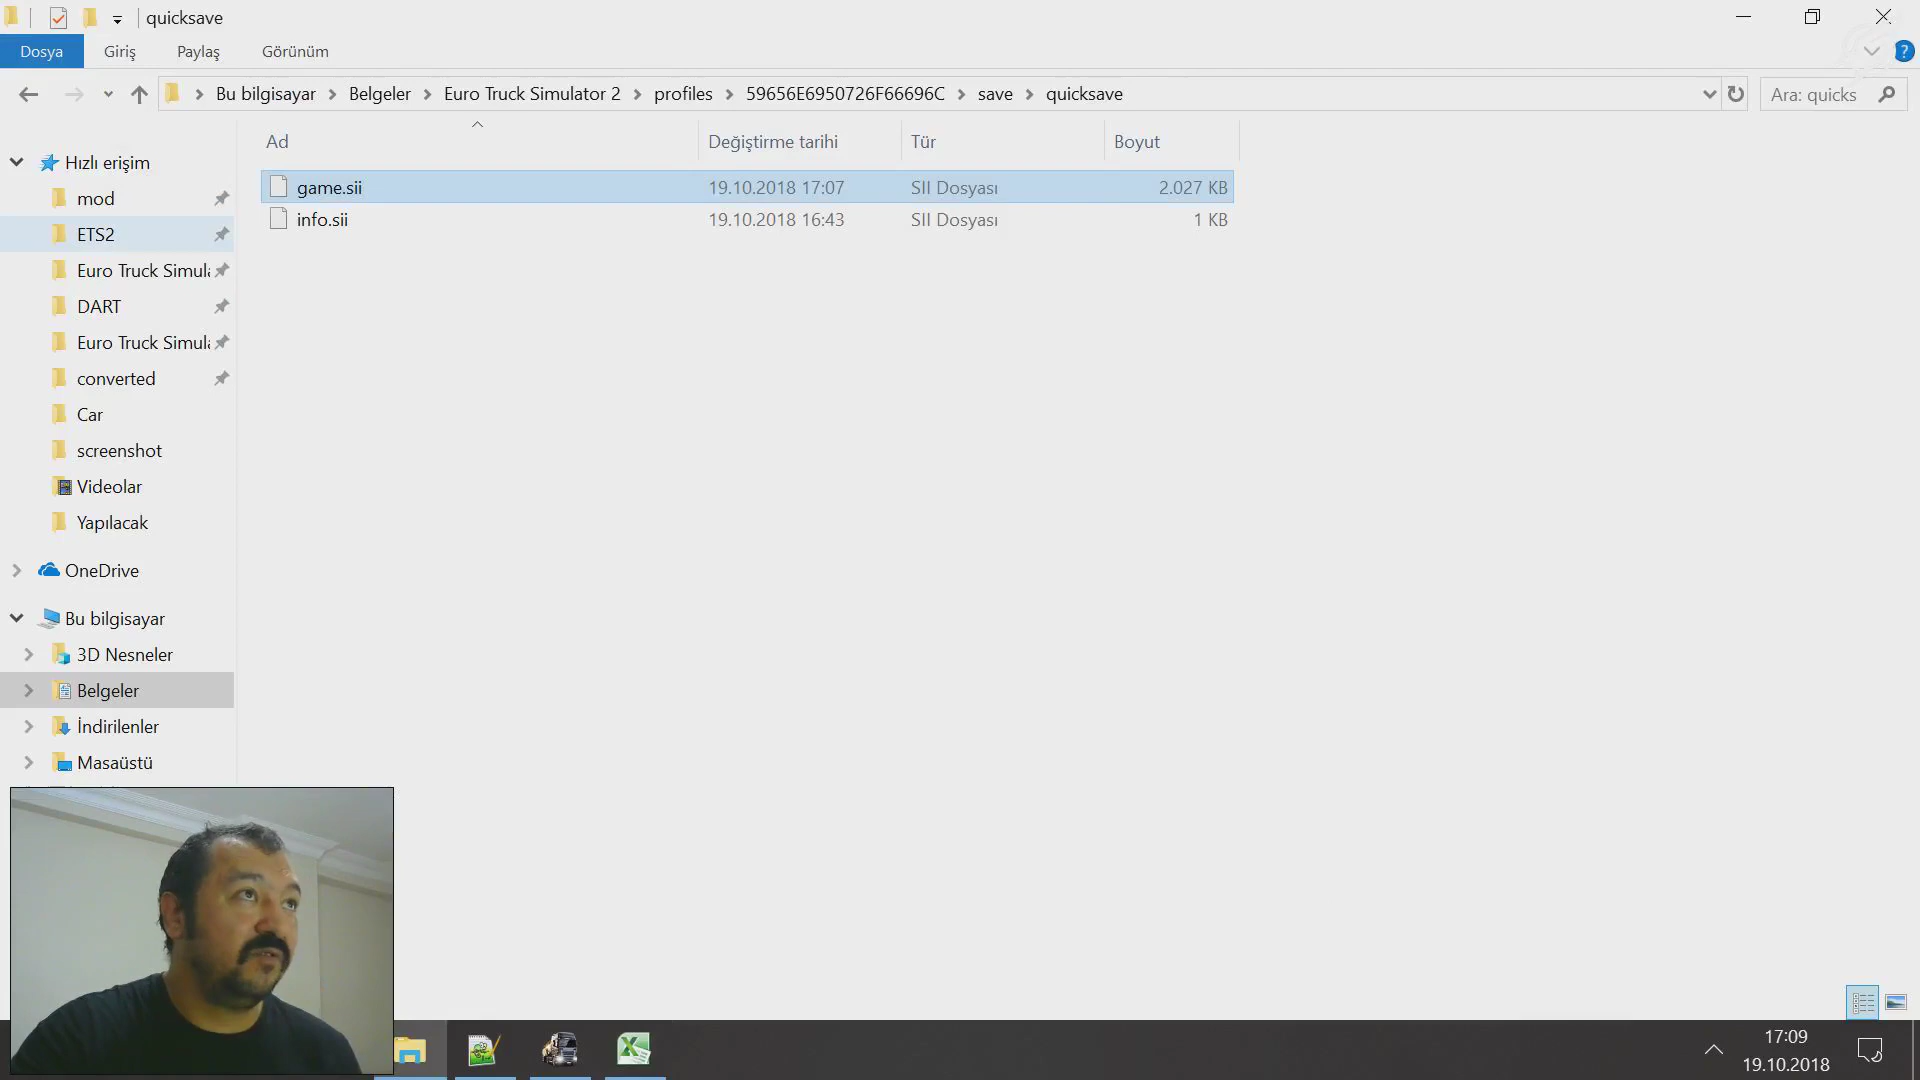 quicksave
Dosya Giriş Paylaş Görünüm ?
Bu bilgisayar Belgeler Euro Truck Simulator 2 profiles 59656E6950726F66696C save quicksave Ara: quicks
Ad Değiştirme tarihi Tür Boyut
game.sii 19.10.2018 17:07 SII Dosyası 2.027 KB
info.sii 19.10.2018 16:43 SII Dosyası 1 KB
Hızlı erişim
mod
ETS2
Euro Truck Simula
DART
Euro Truck Simula
converted
Car
screenshot
Videolar
Yapılacak
OneDrive
Bu bilgisayar
3D Nesneler
Belgeler
İndirilenler
Masaüstü
17:09
19.10.2018